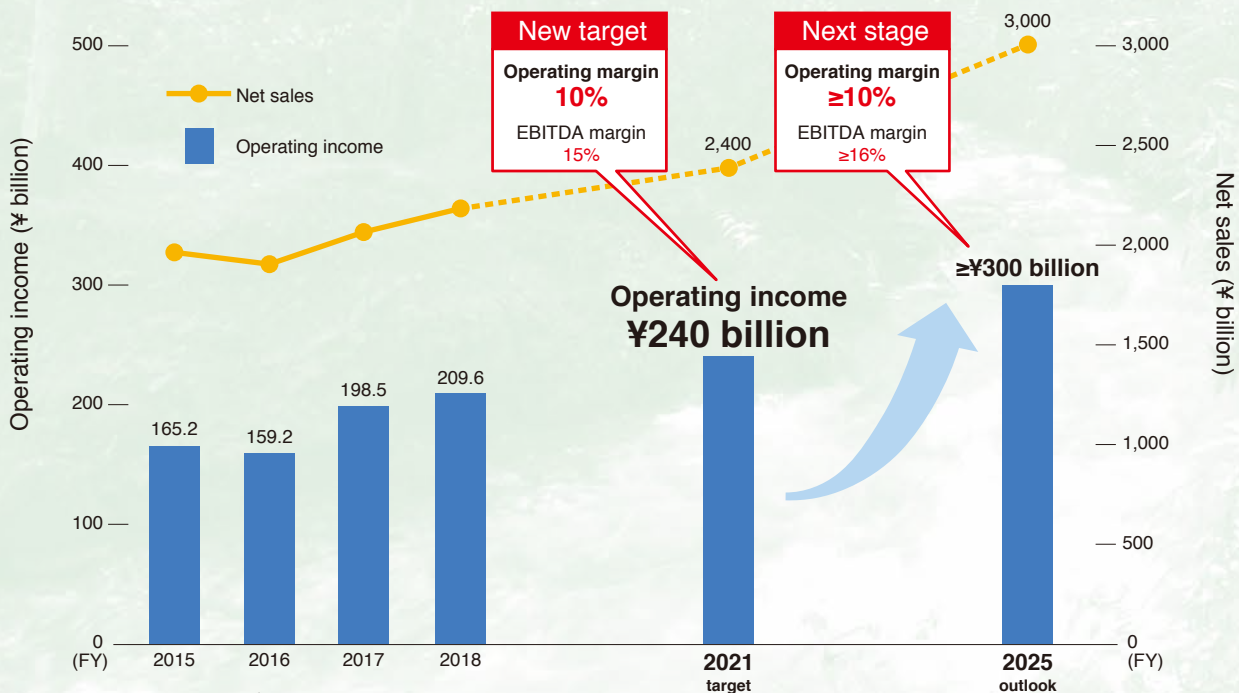 New target
Operating margin
10%
EBITDA margin
15%
Next stage
Operating margin
≥10%
EBITDA margin
≥16%
Net sales
Operating income
Operating income (¥ billion)
500
400
300
200
100
0
Net sales (¥ billion)
3,000
2,500
2,000
1,500
1,000
500
0
2,400
3,000
165.2
159.2
198.5
209.6
Operating income
¥240 billion
≥¥300 billion
(FY)
2015
2016
2017
2018
2021
target
2025
outlook
(FY)